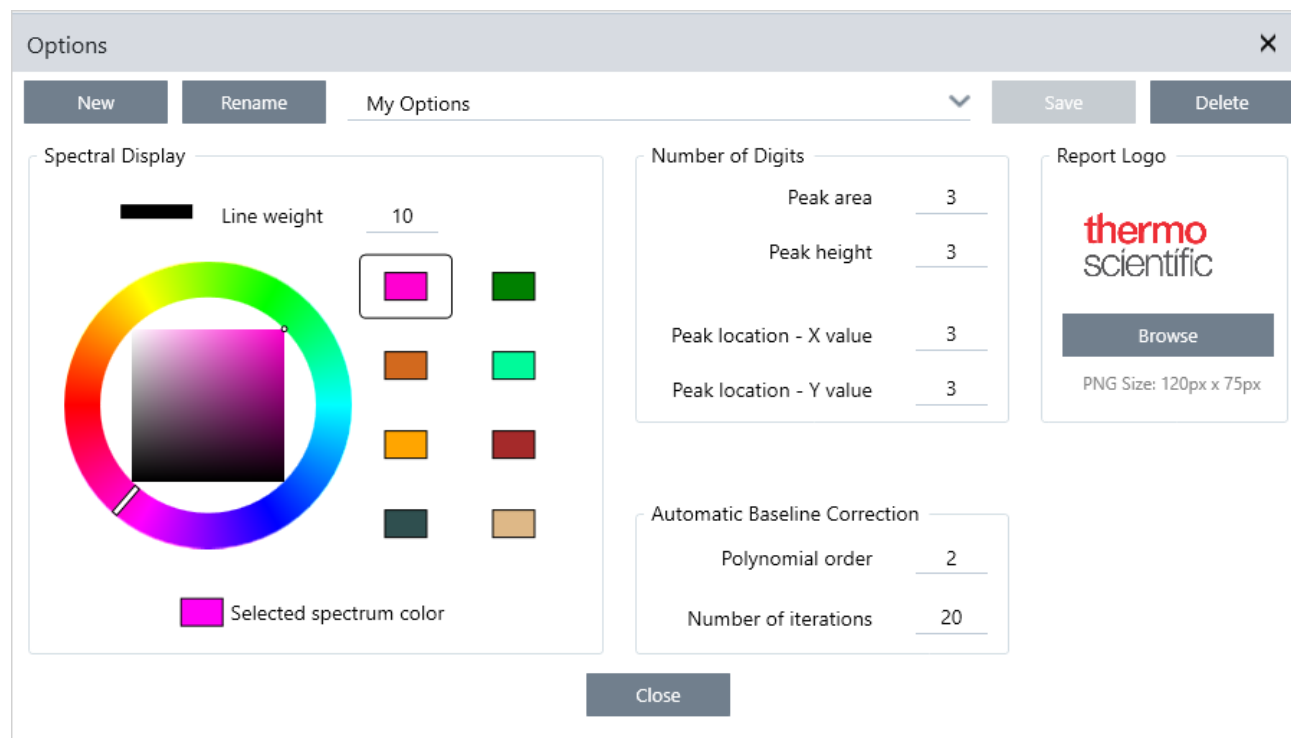 Options
New Rename My Options Save Delete
Spectral Display
Line weight 10
Selected spectrum color
Number of Digits
Peak area 3
Peak height 3
Peak location - X value 3
Peak location - Y value 3
Automatic Baseline Correction
Polynomial order 2
Number of iterations 20
Report Logo
thermo
scientific
Browse
PNG Size: 120px x 75px
Close